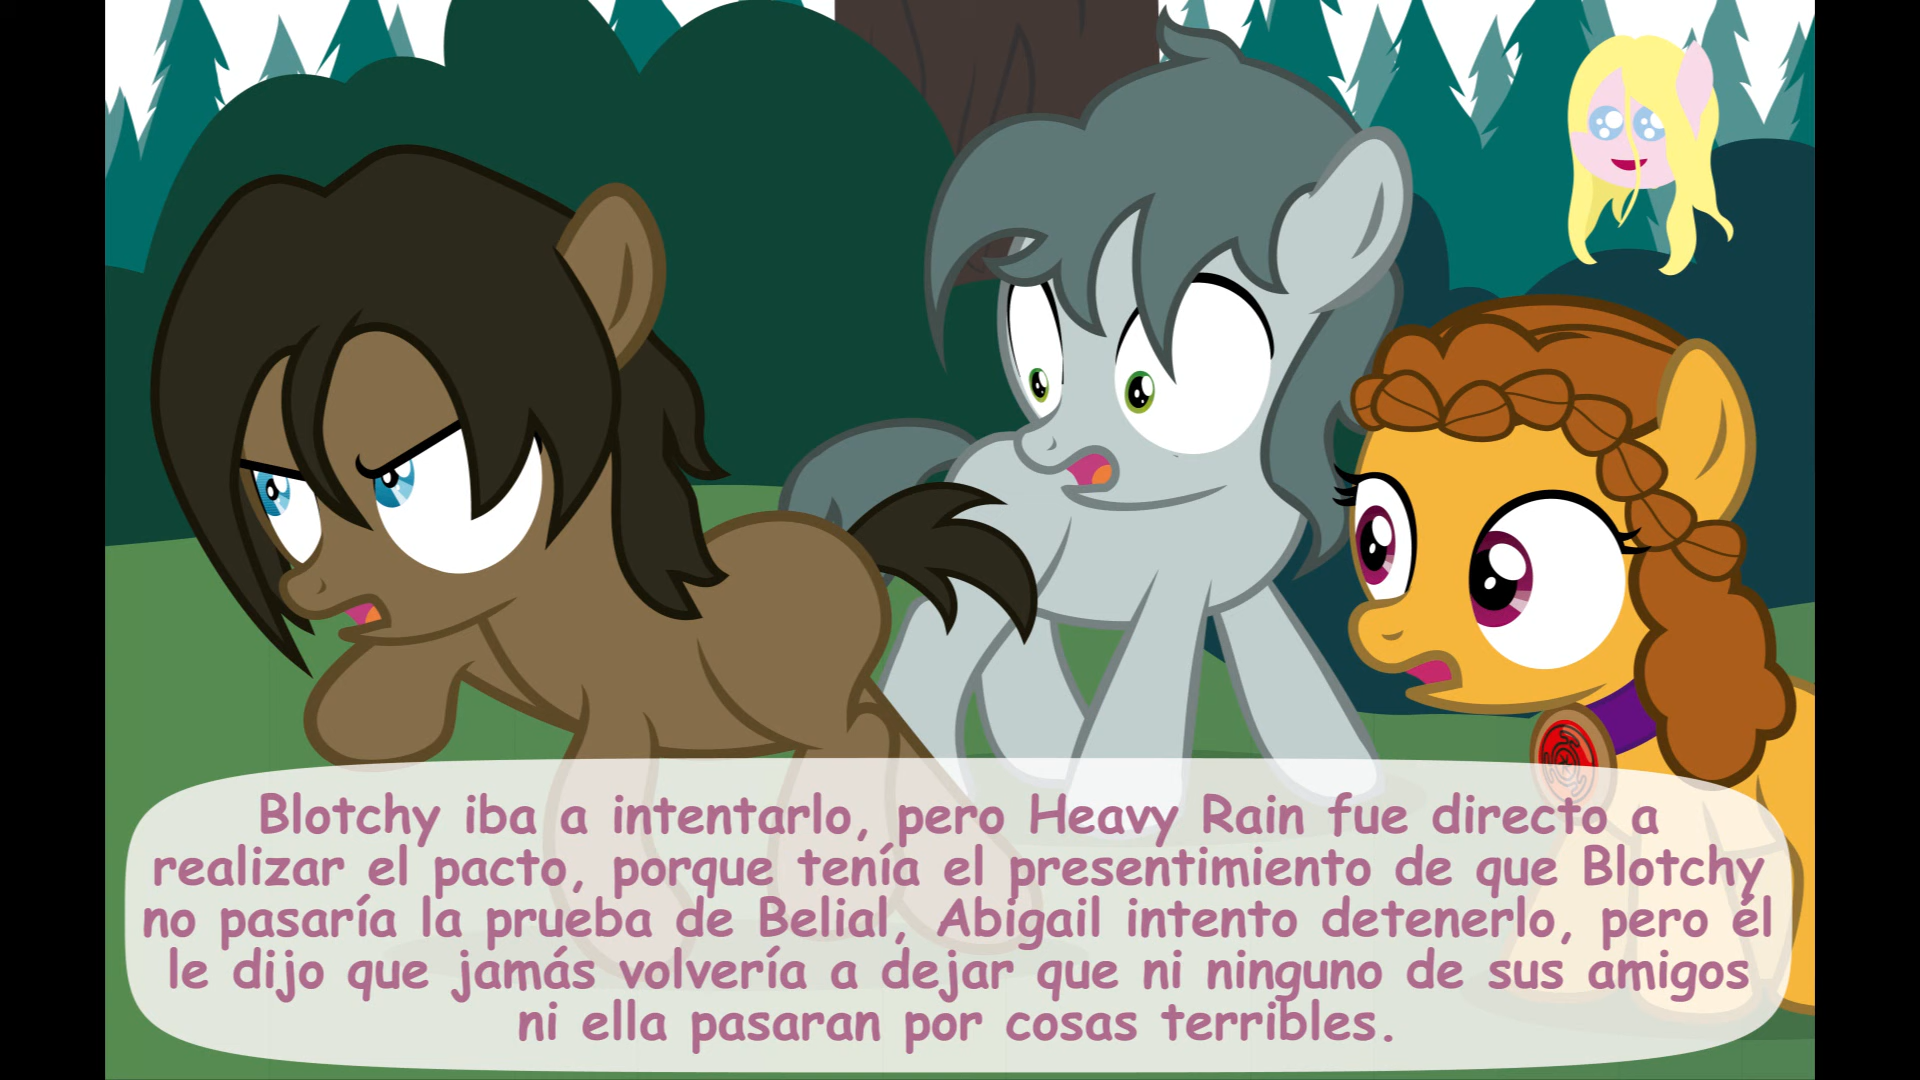 Blotchy iba a intentarlo, pero Heavy Rain fue directo a
realizar el pacto, porque tenía el presentimiento de que Blotchy
no pasaría la prueba de Belial, Abigail intento detenerlo, pero él
le dijo que jamás volvería a dejar que ni ninguno de sus amigos
ni ella pasaran por cosas terribles.